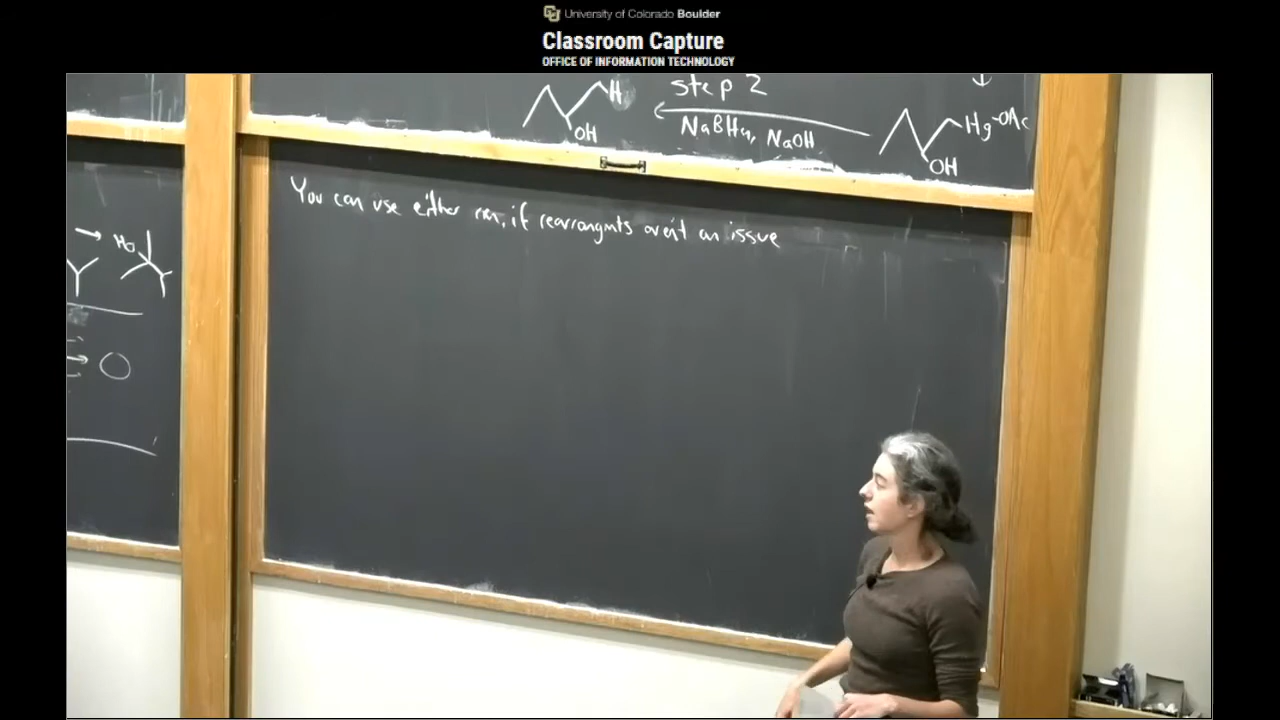 University of Colorado Boulder
Classroom Capture
OFFICE OF INFORMATION TECHNOLOGY
H
step 2
OH
NaBH4, NaOH
Hg-OAc
OH
You can use either rxn, if rearrangmts aren't an issue
H2O